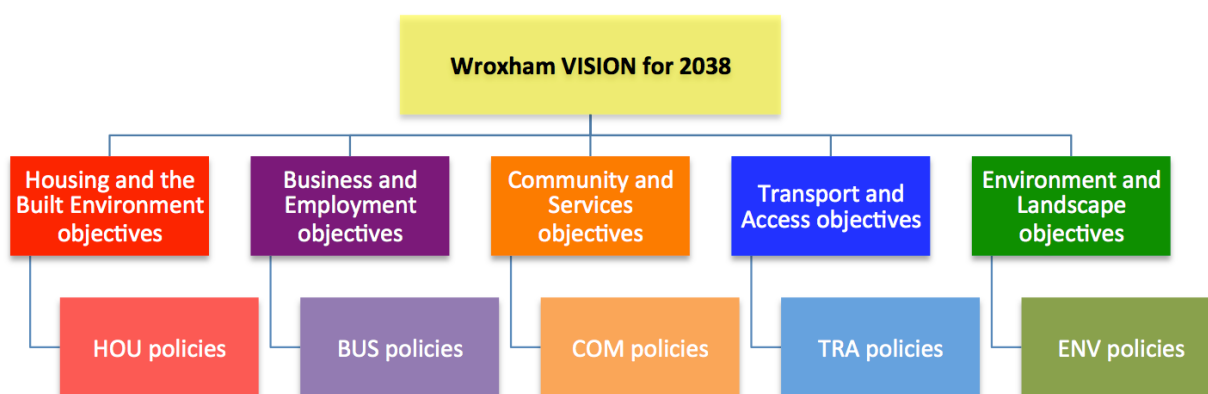 Wroxham VISION for 2038
Housing and the
Built Environment
objectives
Business and
Employment
objectives
Community and
Services
objectives
Transport and
Access objectives
Environment and
Landscape
objectives
HOU policies
BUS policies
COM policies
TRA policies
ENV policies